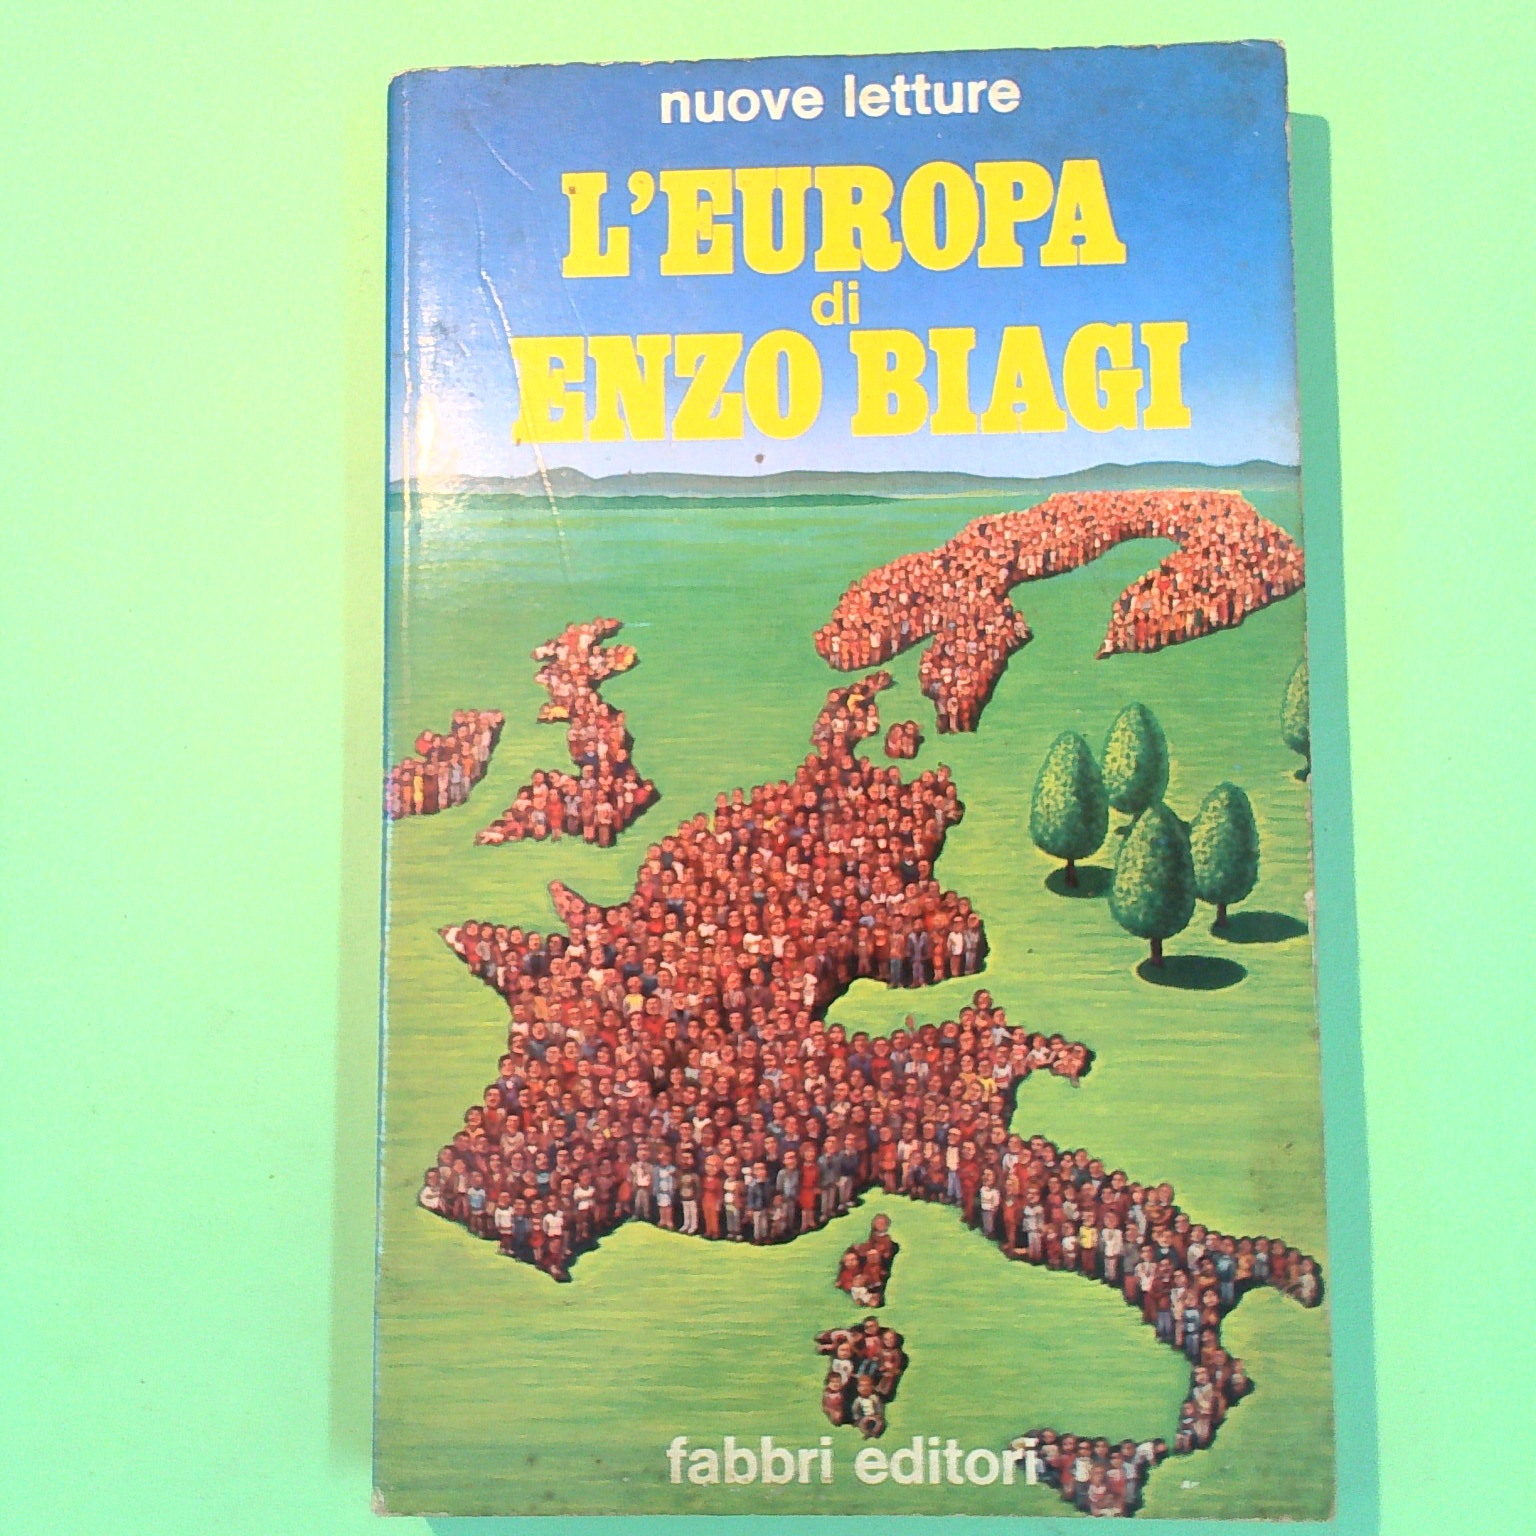 nuove letture
L'EUROPA
di
ENZO BIAGI
fabbri editori